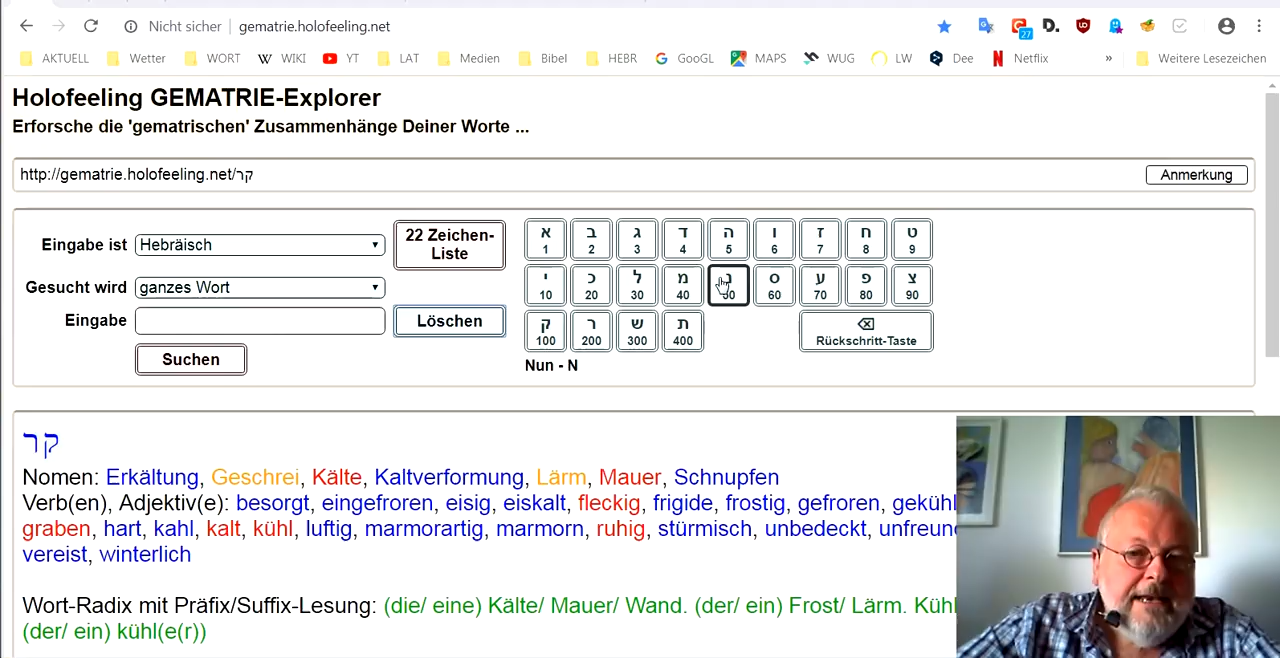 Nicht sicher | gematrie.holofeeling.net
27
AKTUELL Wetter WORT WIKI YT LAT Medien Bibel HEBR GooGL MAPS WUG LW Dee Netflix » Weitere Lesezeichen
Holofeeling GEMATRIE-Explorer
Erforsche die 'gematrischen' Zusammenhänge Deiner Worte ...
http://gematrie.holofeeling.net/קר Anmerkung
Eingabe ist Hebräisch
Gesucht wird ganzes Wort
Eingabe
22 Zeichen-
Liste
Löschen
Suchen
א ב ג ד ה ו ז ח ט
1 2 3 4 5 6 7 8 9
י כ ל מ נ ס ע פ צ
10 20 30 40 50 60 70 80 90
ק ר ש ת
100 200 300 400 Rückschritt-Taste
Nun - N
קר
Nomen: Erkältung, Geschrei, Kälte, Kaltverformung, Lärm, Mauer, Schnupfen
Verb(en), Adjektiv(e): besorgt, eingefroren, eisig, eiskalt, fleckig, frigide, frostig, gefroren, gekühl
graben, hart, kahl, kalt, kühl, luftig, marmorartig, marmorn, ruhig, stürmisch, unbedeckt, unfreun
vereist, winterlich
Wort-Radix mit Präfix/Suffix-Lesung: (die/ eine) Kälte/ Mauer/ Wand. (der/ ein) Frost/ Lärm. Kühl
(der/ ein) kühl(e(r))